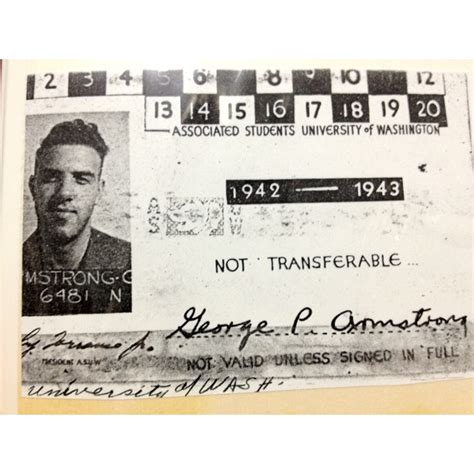 2 3 4 5 6 7 8 9 10 11 12
13 14 15 16 17 18 19 20
ASSOCIATED STUDENTS UNIVERSITY of WASHINGTON
1942 — 1943
NOT TRANSFERABLE...
MSTRONG-G
6481 N
George P. Armstrong
Jr.
PRESIDENT A.S.U.W.
NOT VALID UNLESS SIGNED IN FULL
University of WASH.